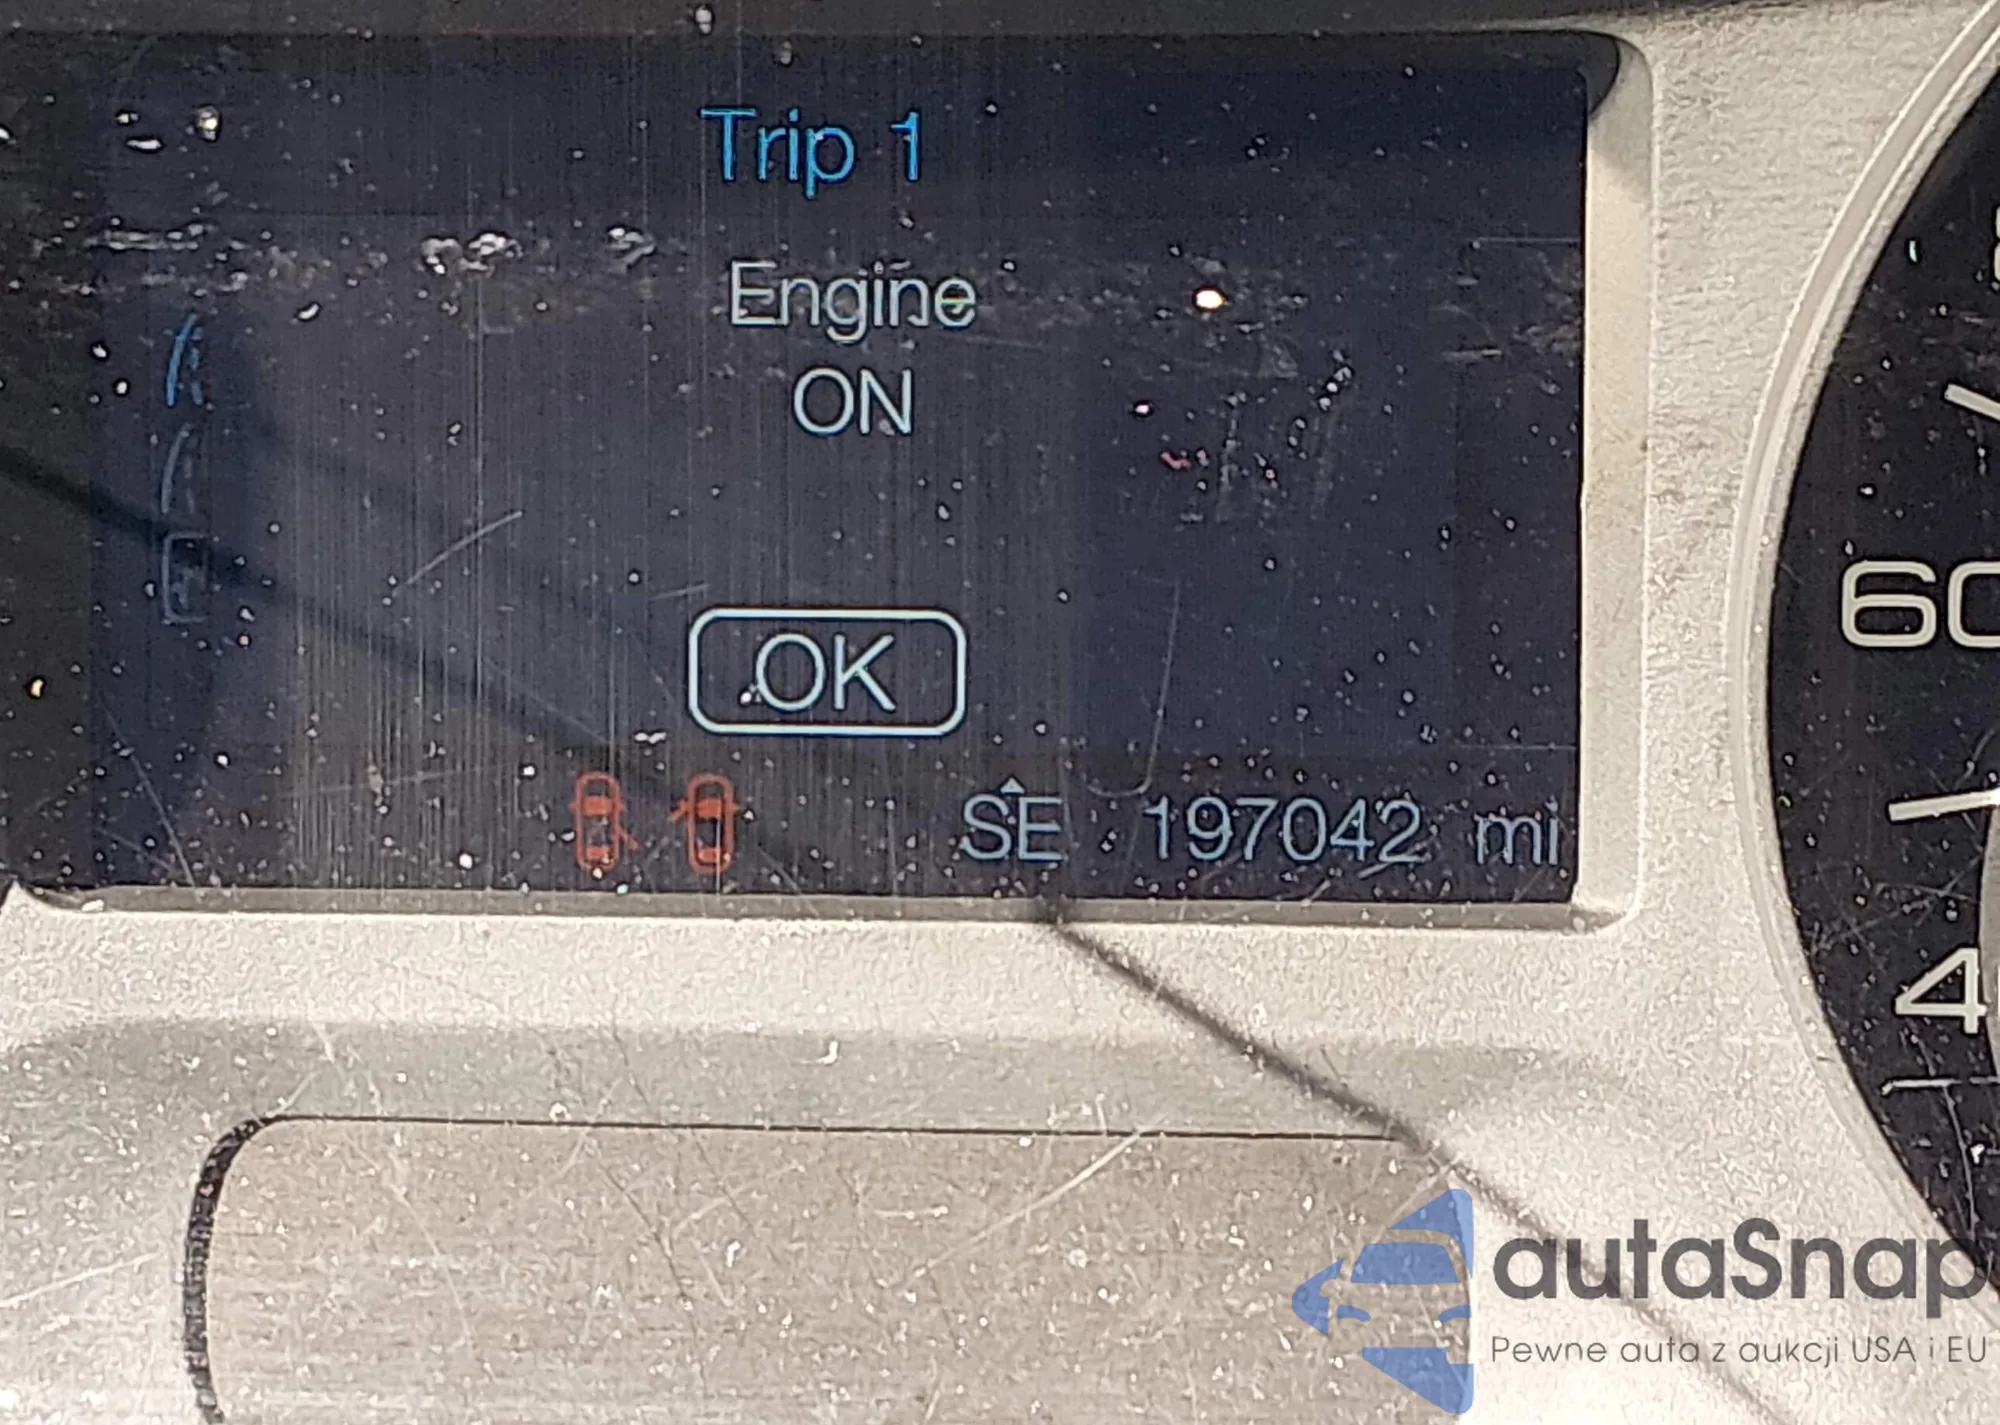 Trip 1
Engine
ON
OK
SE 197042 mi
60
4
autaSnap
Pewne auta z aukcji USA i EU